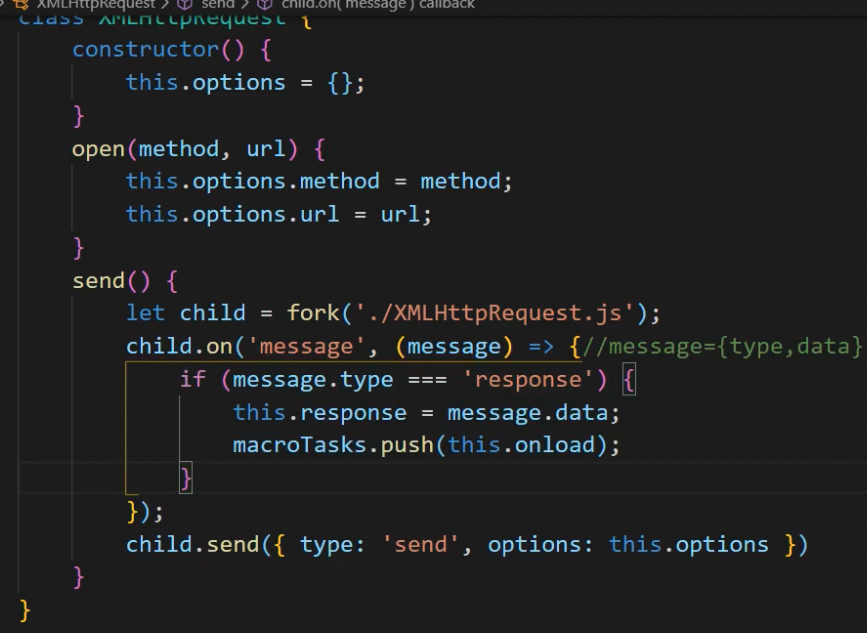 XMLHttpRequest > send > child.on('message') callback
class XMLHttpRequest {
    constructor() {
        this.options = {};
    }
    open(method, url) {
        this.options.method = method;
        this.options.url = url;
    }
    send() {
        let child = fork('./XMLHttpRequest.js');
        child.on('message', (message) => {//message={type,data}
            if (message.type === 'response') {
                this.response = message.data;
                macroTasks.push(this.onload);
            }
        });
        child.send({ type: 'send', options: this.options })
    }
}